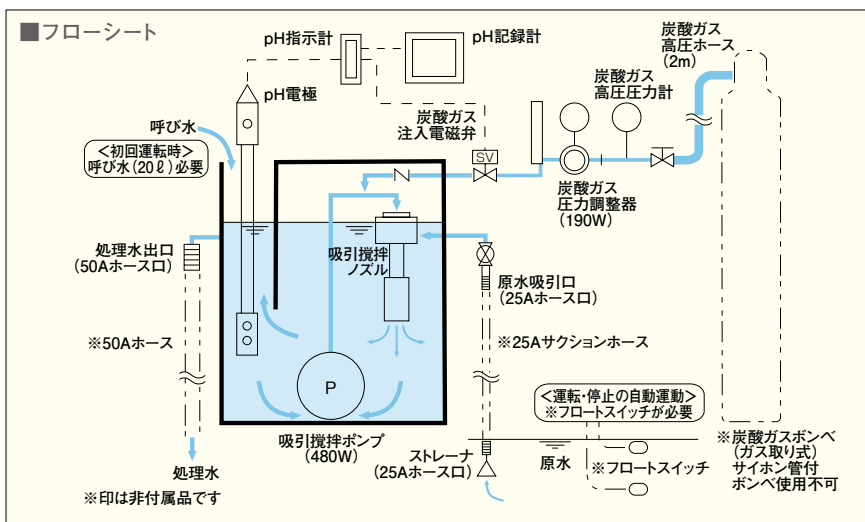 ■フローシート
pH指示計
pH記録計
pH電極
炭酸ガス
注入電磁弁
炭酸ガス
高圧圧力計
炭酸ガス
高圧ホース
(2m)
呼び水
<初回運転時>
呼び水(20ℓ)必要
SV
炭酸ガス
圧力調整器
(190W)
処理水出口
(50Aホース口)
吸引撹拌
ノズル
原水吸引口
(25Aホース口)
※50Aホース
※25Aサクションホース
P
<運転・停止の自動運動>
※フロートスイッチが必要
吸引撹拌ポンプ
(480W)
ストレーナ
(25Aホース口)
原水
※フロートスイッチ
※炭酸ガスボンベ
(ガス取り式)
サイホン管付
ボンベ使用不可
処理水
※印は非付属品です